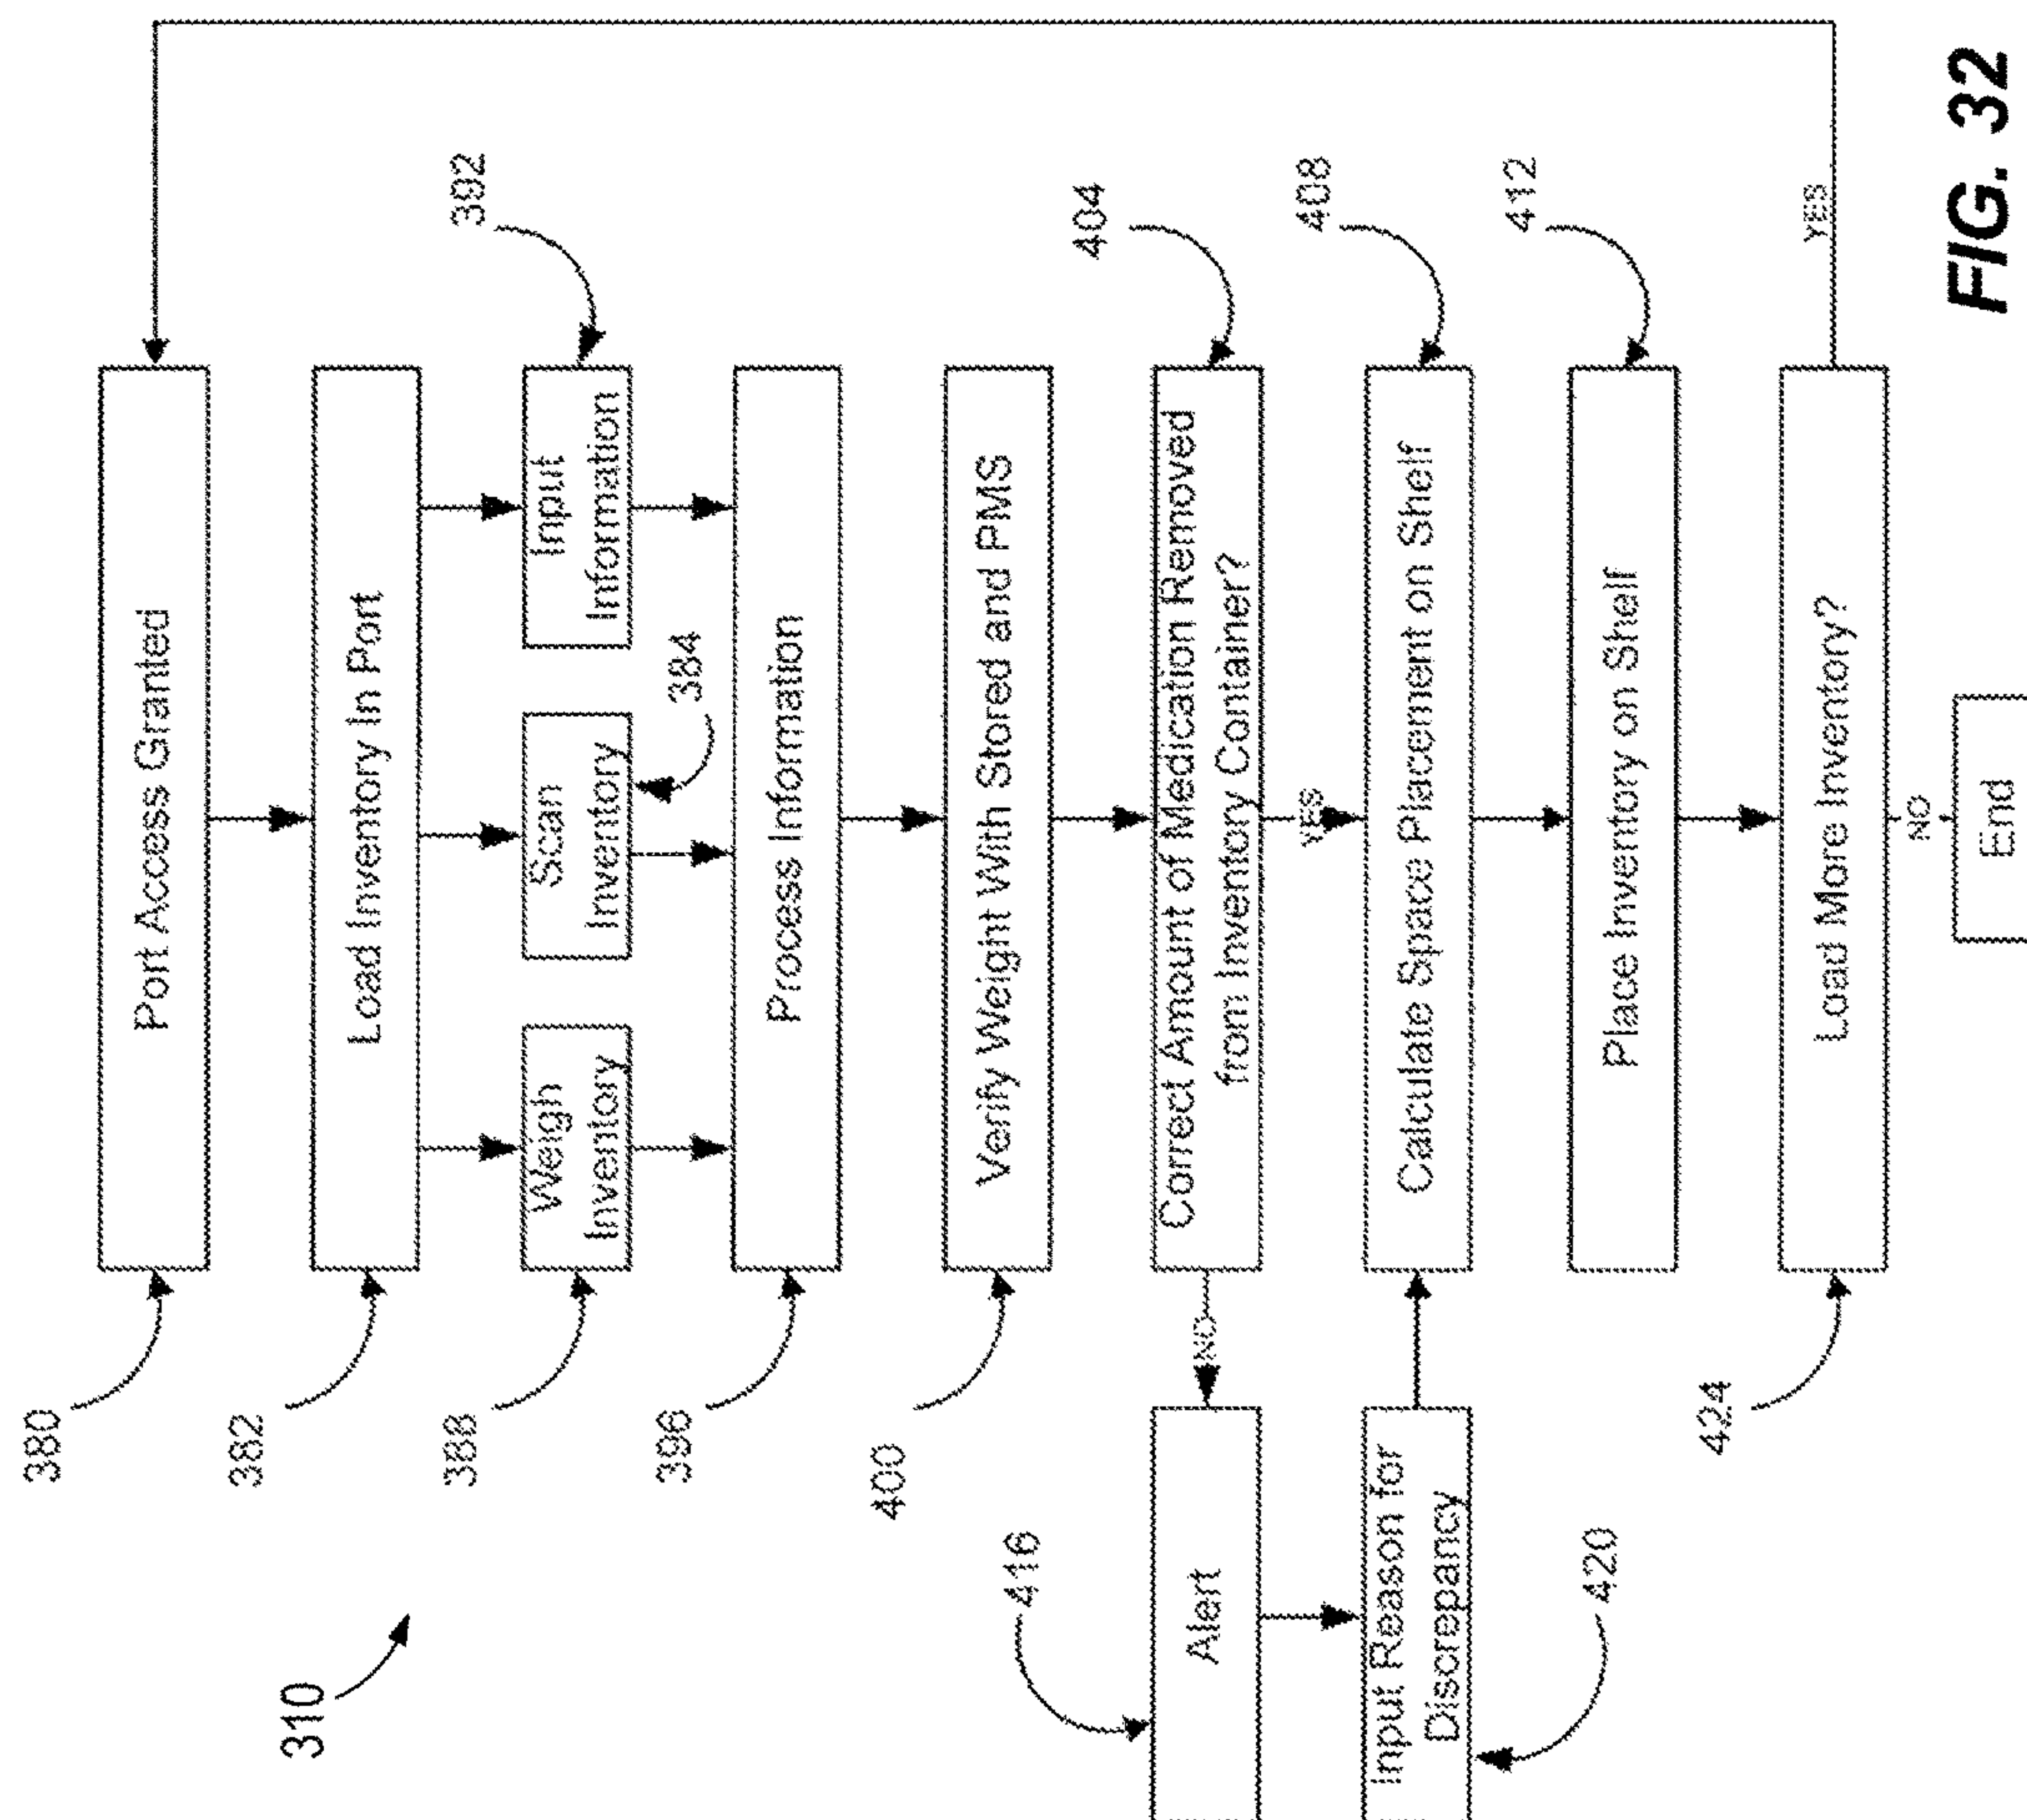 310
380
Port Access Granted
382
Load Inventory In Port
388
Weigh
Inventory
Scan
Inventory
384
Input
Information
392
396
Process Information
400
Verify Weight With Stored and PMS
404
Correct Amount of Medication Removed
from Inventory Container?
NO
YES
416
Alert
408
Calculate Space Placement on Shelf
Input Reason for
Discrepancy
420
412
Place Inventory on Shelf
424
Load More Inventory?
YES
NO
End
FIG. 32